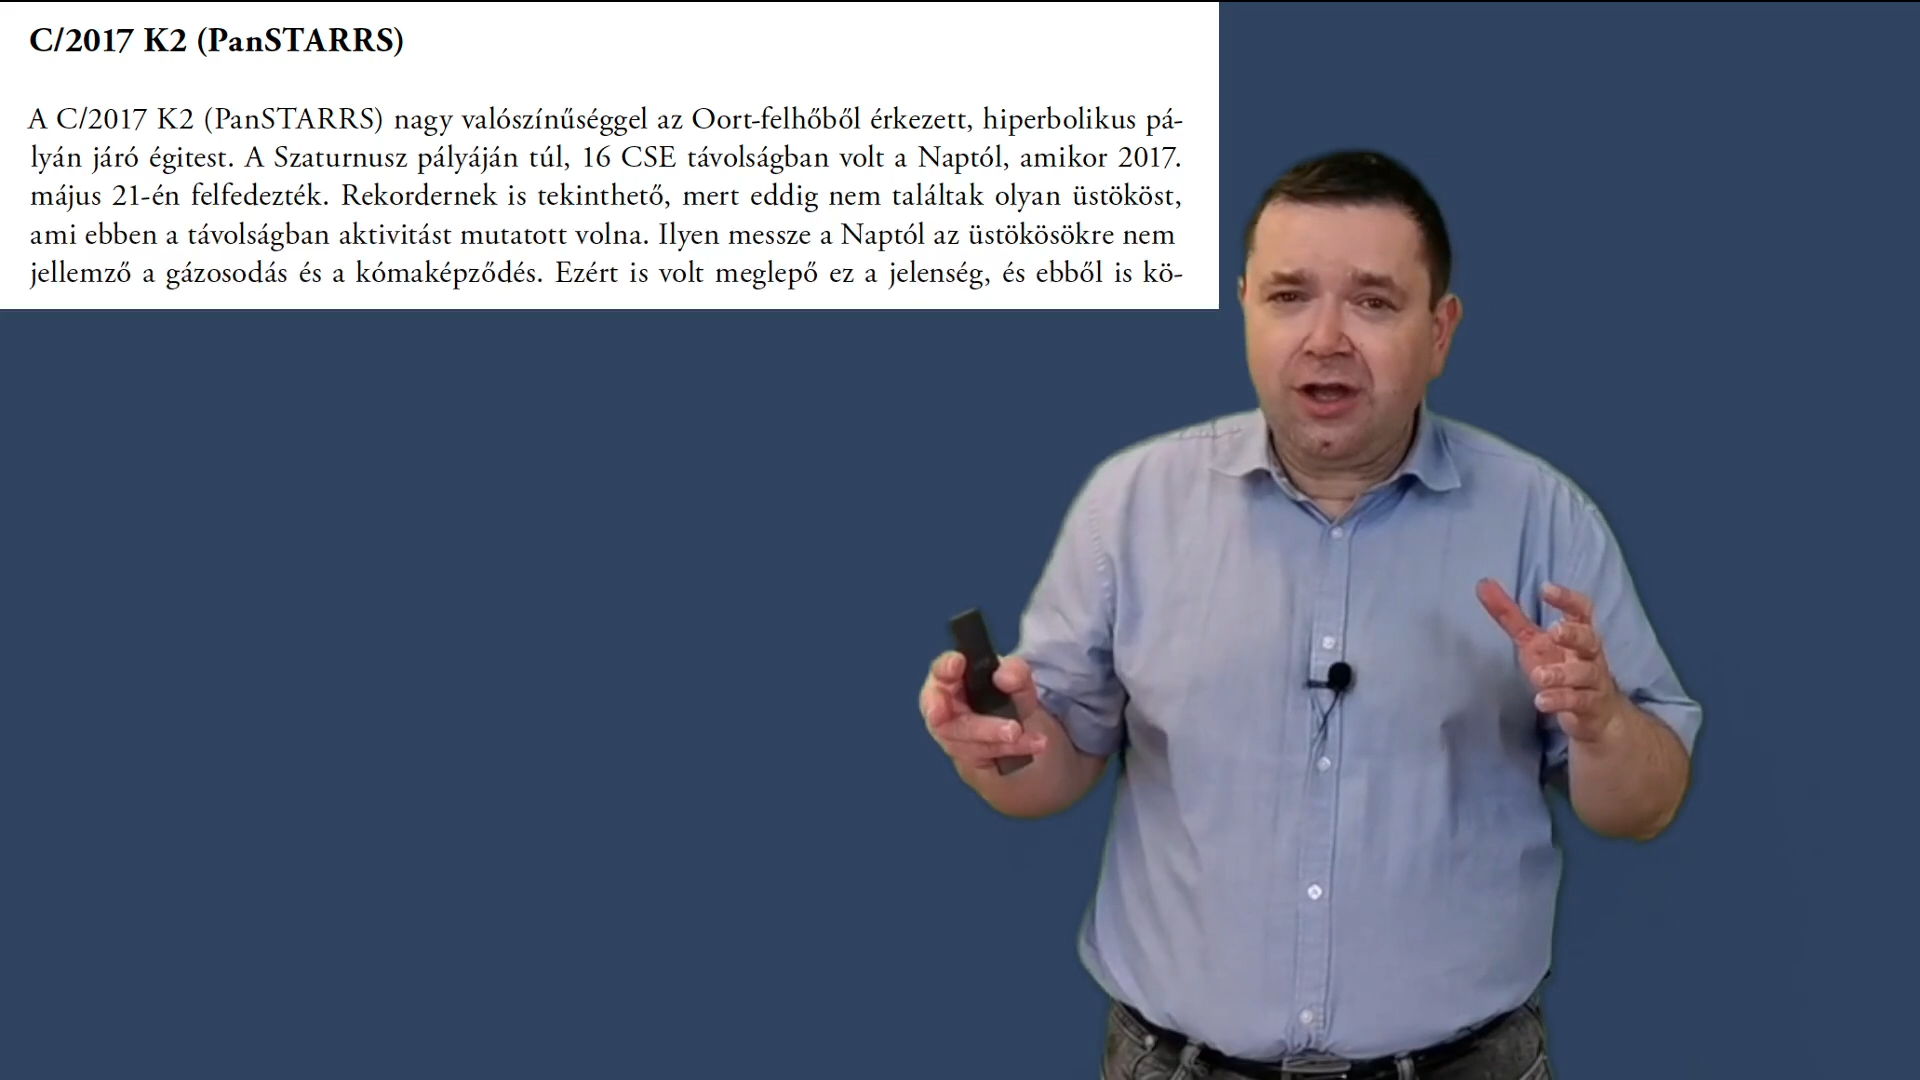 C/2017 K2 (PanSTARRS)
A C/2017 K2 (PanSTARRS) nagy valószínűséggel az Oort-felhőből érkezett, hiperbolikus pá-
lyán járó égitest. A Szaturnusz pályáján túl, 16 CSE távolságban volt a Naptól, amikor 2017.
május 21-én felfedezték. Rekordernek is tekinthető, mert eddig nem találtak olyan üstököst,
ami ebben a távolságban aktivitást mutatott volna. Ilyen messze a Naptól az üstökösökre nem
jellemző a gázosodás és a kómaképződés. Ezért is volt meglepő ez a jelenség, és ebből is kö-